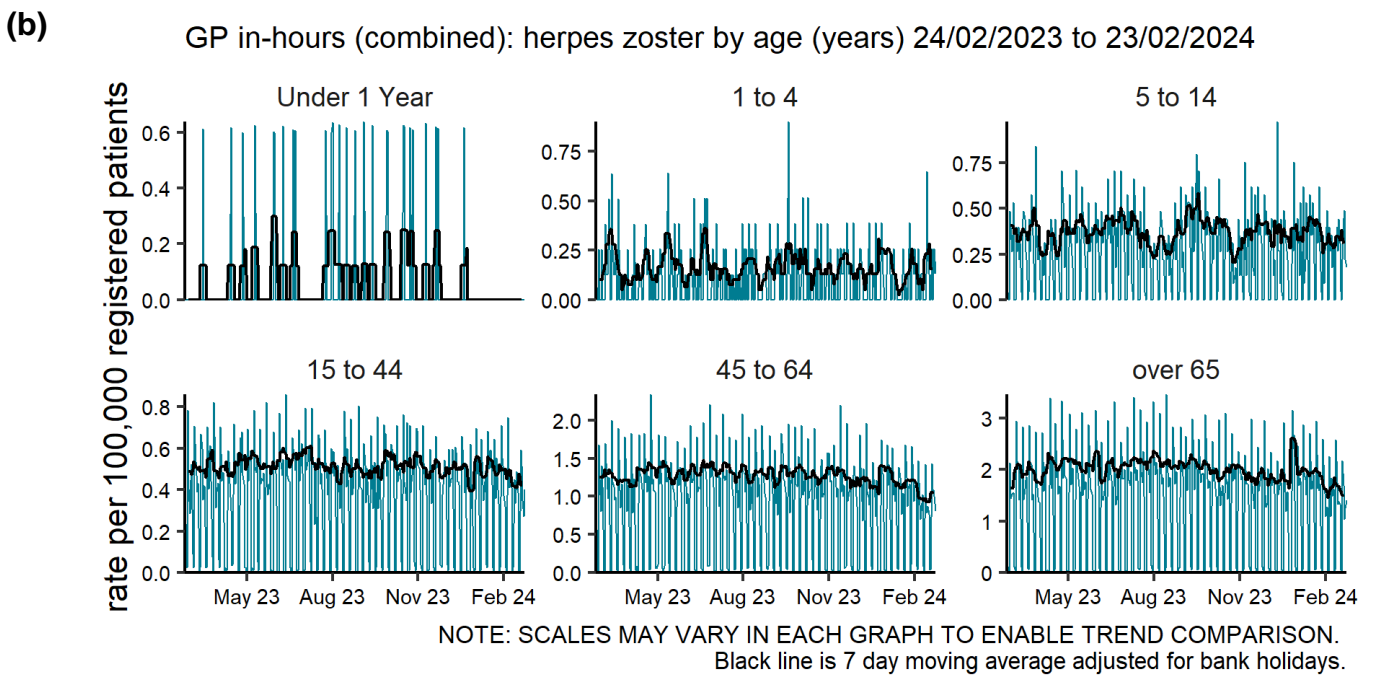 (b)
GP in-hours (combined): herpes zoster by age (years) 24/02/2023 to 23/02/2024
rate per 100,000 registered patients
Under 1 Year
0.6
0.4
0.2
0.0
1 to 4
0.75
0.50
0.25
0.00
5 to 14
0.75
0.50
0.25
0.00
15 to 44
0.8
0.6
0.4
0.2
0.0
May 23 Aug 23 Nov 23 Feb 24
45 to 64
2.0
1.5
1.0
0.5
0.0
May 23 Aug 23 Nov 23 Feb 24
over 65
3
2
1
0
May 23 Aug 23 Nov 23 Feb 24
NOTE: SCALES MAY VARY IN EACH GRAPH TO ENABLE TREND COMPARISON.
Black line is 7 day moving average adjusted for bank holidays.